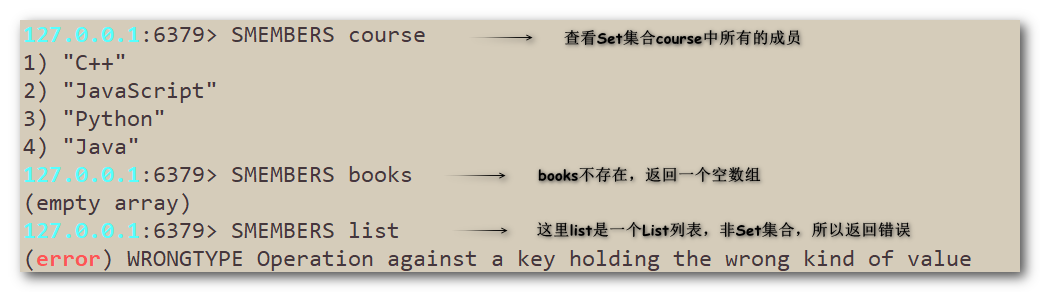 127.0.0.1:6379> SMEMBERS course 查看Set集合course中所有的成员
1) "C++"
2) "JavaScript"
3) "Python"
4) "Java"
127.0.0.1:6379> SMEMBERS books books不存在，返回一个空数组
(empty array)
127.0.0.1:6379> SMEMBERS list 这里list是一个List列表，非Set集合，所以返回错误
(error) WRONGTYPE Operation against a key holding the wrong kind of value